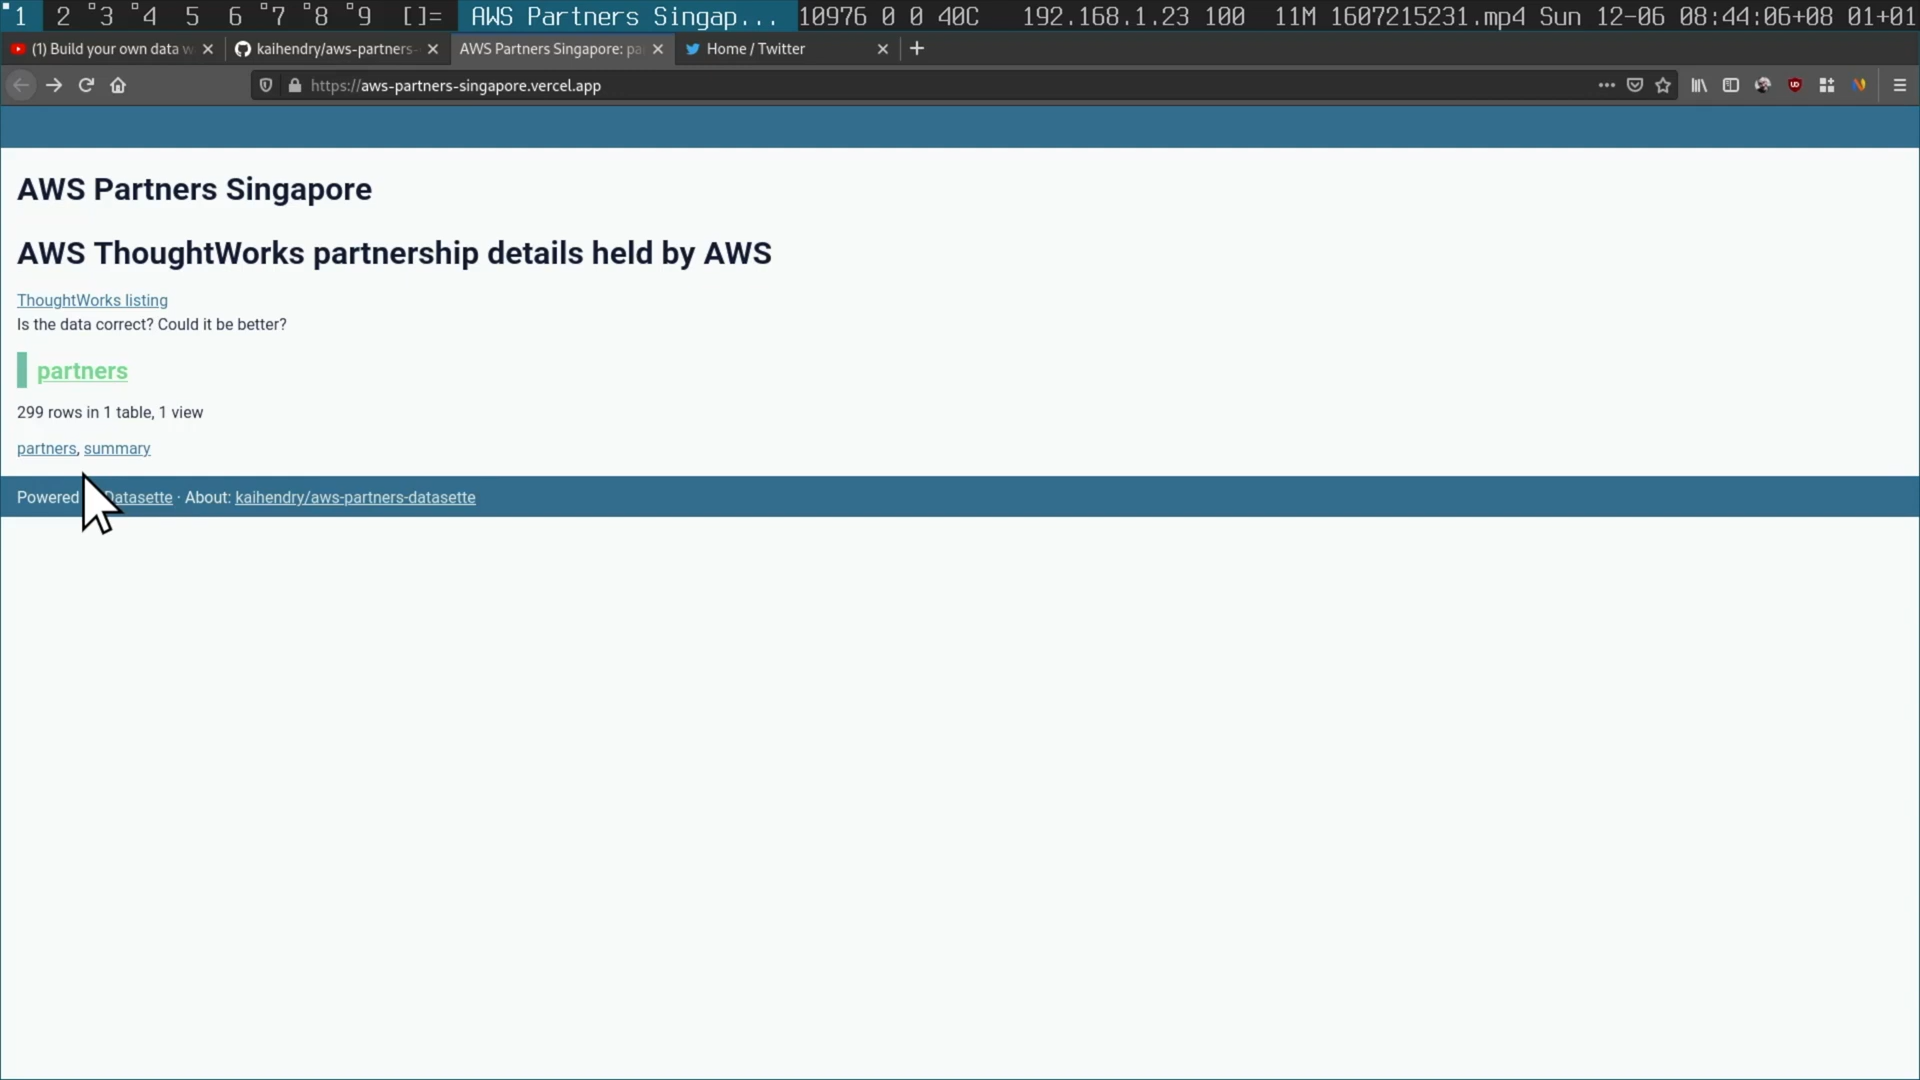 1 2 3 4 5 6 7 8 9 []= AWS Partners Singap... 10976 0 0 40C 192.168.1.23 100 11M 1607215231.mp4 Sun 12-06 08:44:06+08 01+01
(1) Build your own data w kaihendry/aws-partners- AWS Partners Singapore: pa Home / Twitter
https://aws-partners-singapore.vercel.app
AWS Partners Singapore
AWS ThoughtWorks partnership details held by AWS
ThoughtWorks listing
Is the data correct? Could it be better?
partners
299 rows in 1 table, 1 view
partners, summary
Powered Datasette · About: kaihendry/aws-partners-datasette